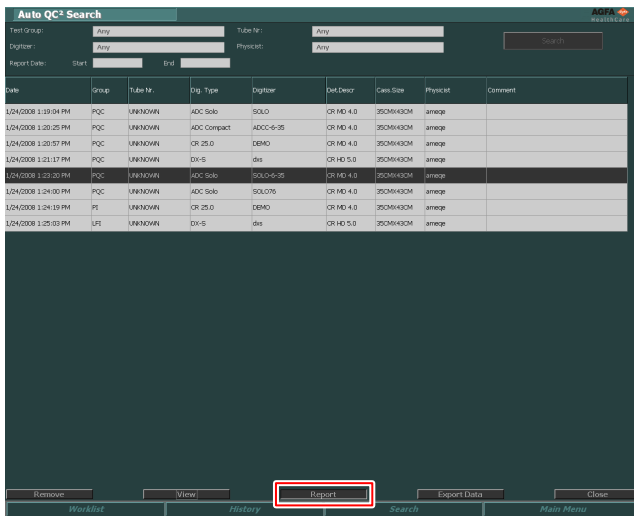 Auto QC² Search
AGFA
HealthCare
Test Group: Any Tube Nr: Any
Search
Digitizer: Any Physicist: Any
Report Date: Start End
Date Group Tube Nr. Dig. Type Digitizer Det.Descr Cass.Size Physicist Comment
1/24/2008 1:19:04 PM PQC UNKNOWN ADC Solo SOLO CR MD 4.0 35CMX43CM ameqe
1/24/2008 1:20:25 PM PQC UNKNOWN ADC Compact ADCC-6-35 CR MD 4.0 35CMX43CM ameqe
1/24/2008 1:20:57 PM PQC UNKNOWN CR 25.0 DEMO CR MD 4.0 35CMX43CM ameqe
1/24/2008 1:21:17 PM PQC UNKNOWN DX-S dxs CR HD 5.0 35CMX43CM ameqe
1/24/2008 1:23:20 PM PQC UNKNOWN ADC Solo SOLO-6-35 CR MD 4.0 35CMX43CM ameqe
1/24/2008 1:24:00 PM PQC UNKNOWN ADC Solo SOLO76 CR MD 4.0 35CMX43CM ameqe
1/24/2008 1:24:19 PM PI UNKNOWN CR 25.0 DEMO CR MD 4.0 35CMX43CM ameqe
1/24/2008 1:25:03 PM LFI UNKNOWN DX-S dxs CR HD 5.0 35CMX43CM ameqe
Remove View Report Export Data Close
Worklist History Search Main Menu